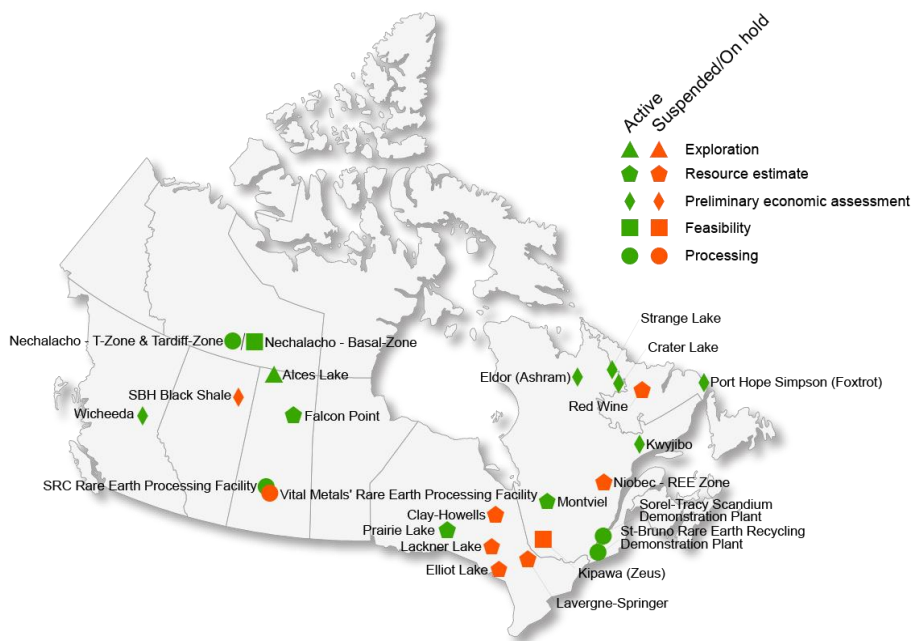 Active
Suspended/On hold
Exploration
Resource estimate
Preliminary economic assessment
Feasibility
Processing
Strange Lake
Crater Lake
Nechalacho - T-Zone & Tardiff-Zone
/
Nechalacho - Basal-Zone
Alces Lake
Eldor (Ashram)
Port Hope Simpson (Foxtrot)
SBH Black Shale
Red Wine
Wicheeda
Falcon Point
Kwyjibo
SRC Rare Earth Processing Facility
Vital Metals' Rare Earth Processing Facility
Niobec - REE Zone
Montviel
Sorel-Tracy Scandium
Demonstration Plant
Clay-Howells
Prairie Lake
St-Bruno Rare Earth Recycling
Demonstration Plant
Lackner Lake
Elliot Lake
Kipawa (Zeus)
Lavergne-Springer